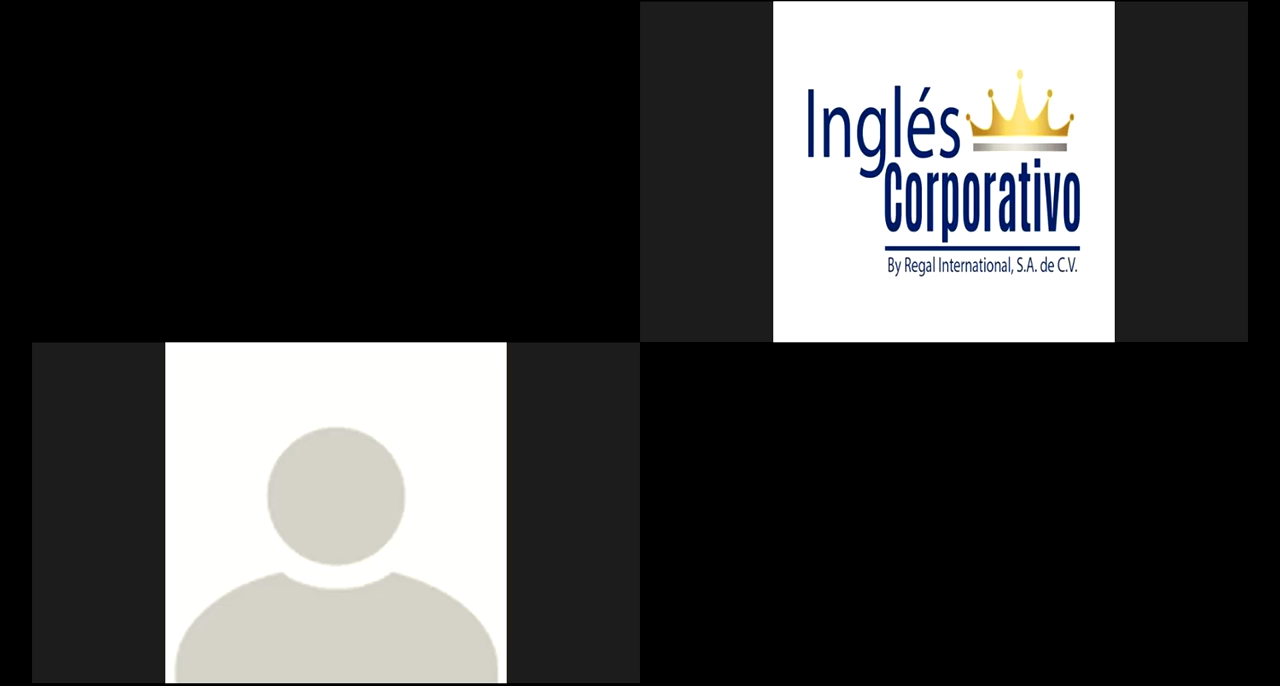 Inglés
Corporativo
By Regal International, S.A. de C.V.